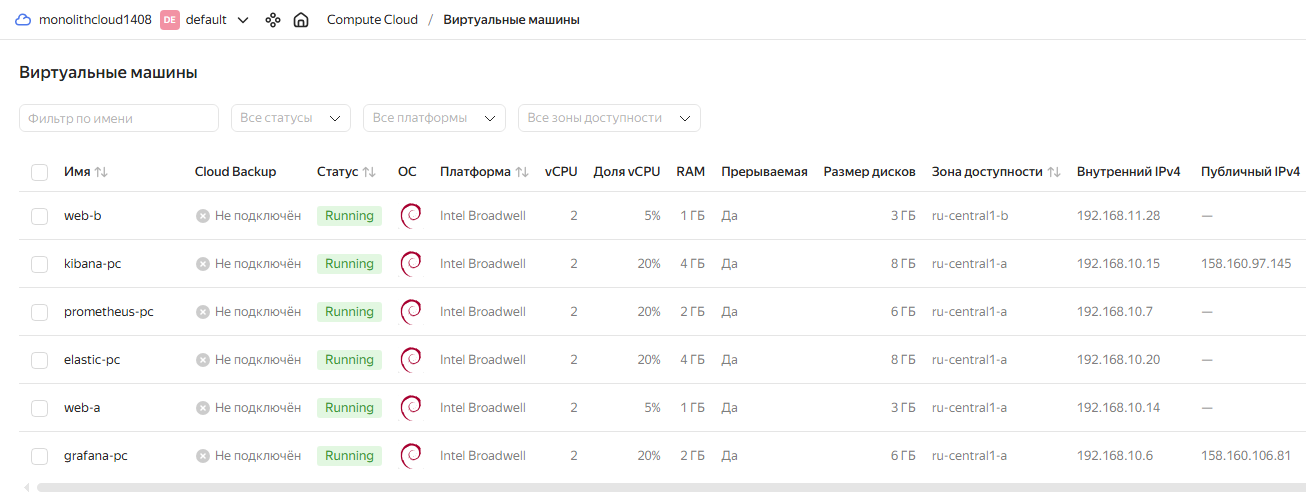 monolithcloud1408 DE default Compute Cloud / Виртуальные машины
Виртуальные машины
Фильтр по имени Все статусы Все платформы Все зоны доступности
Имя Cloud Backup Статус ОС Платформа vCPU Доля vCPU RAM Прерываемая Размер дисков Зона доступности Внутренний IPv4 Публичный IPv4
web-b Не подключён Running Intel Broadwell 2 5% 1 ГБ Да 3 ГБ ru-central1-b 192.168.11.28 —
kibana-pc Не подключён Running Intel Broadwell 2 20% 4 ГБ Да 8 ГБ ru-central1-a 192.168.10.15 158.160.97.145
prometheus-pc Не подключён Running Intel Broadwell 2 20% 2 ГБ Да 6 ГБ ru-central1-a 192.168.10.7 —
elastic-pc Не подключён Running Intel Broadwell 2 20% 4 ГБ Да 8 ГБ ru-central1-a 192.168.10.20 —
web-a Не подключён Running Intel Broadwell 2 5% 1 ГБ Да 3 ГБ ru-central1-a 192.168.10.14 —
grafana-pc Не подключён Running Intel Broadwell 2 20% 2 ГБ Да 6 ГБ ru-central1-a 192.168.10.6 158.160.106.81